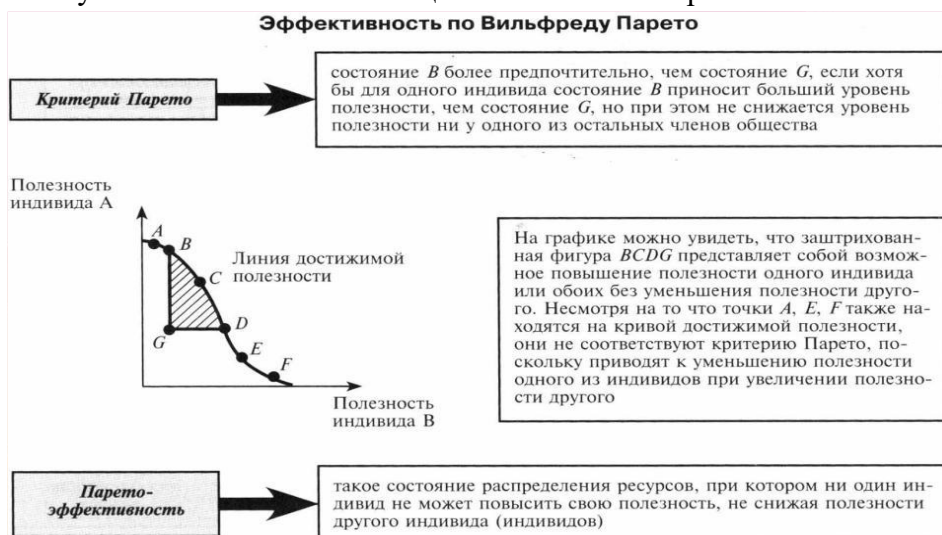 Эффективность по Вильфреду Парето
Критерий Парето
состояние B более предпочтительно, чем состояние G, если хотя
бы для одного индивида состояние B приносит больший уровень
полезности, чем состояние G, но при этом не снижается уровень
полезности ни у одного из остальных членов общества
Полезность
индивида A
A
B
Линия достижимой
полезности
C
G
D
E
F
Полезность
индивида B
На графике можно увидеть, что заштрихован-
ная фигура BCDG представляет собой возмож-
ное повышение полезности одного индивида
или обоих без уменьшения полезности друго-
го. Несмотря на то что точки A, E, F также на-
ходятся на кривой достижимой полезности,
они не соответствуют критерию Парето, по-
скольку приводят к уменьшению полезности
одного из индивидов при увеличении полезно-
сти другого
Парето-
эффективность
такое состояние распределения ресурсов, при котором ни один ин-
дивид не может повысить свою полезность, не снижая полезности
другого индивида (индивидов)